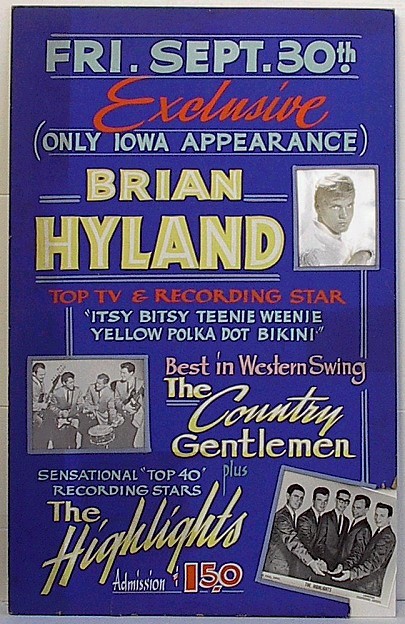 FRI. SEPT. 30th
Exclusive
(ONLY IOWA APPEARANCE)
BRIAN
HYLAND
TOP TV & RECORDING STAR
"ITSY BITSY TEENIE WEENIE
YELLOW POLKA DOT BIKINI"
Best in Western Swing
The
Country
Gentlemen
plus
SENSATIONAL "TOP 40"
RECORDING STARS
The
Highlights
Admission $1.50
THE HIGHLIGHTS